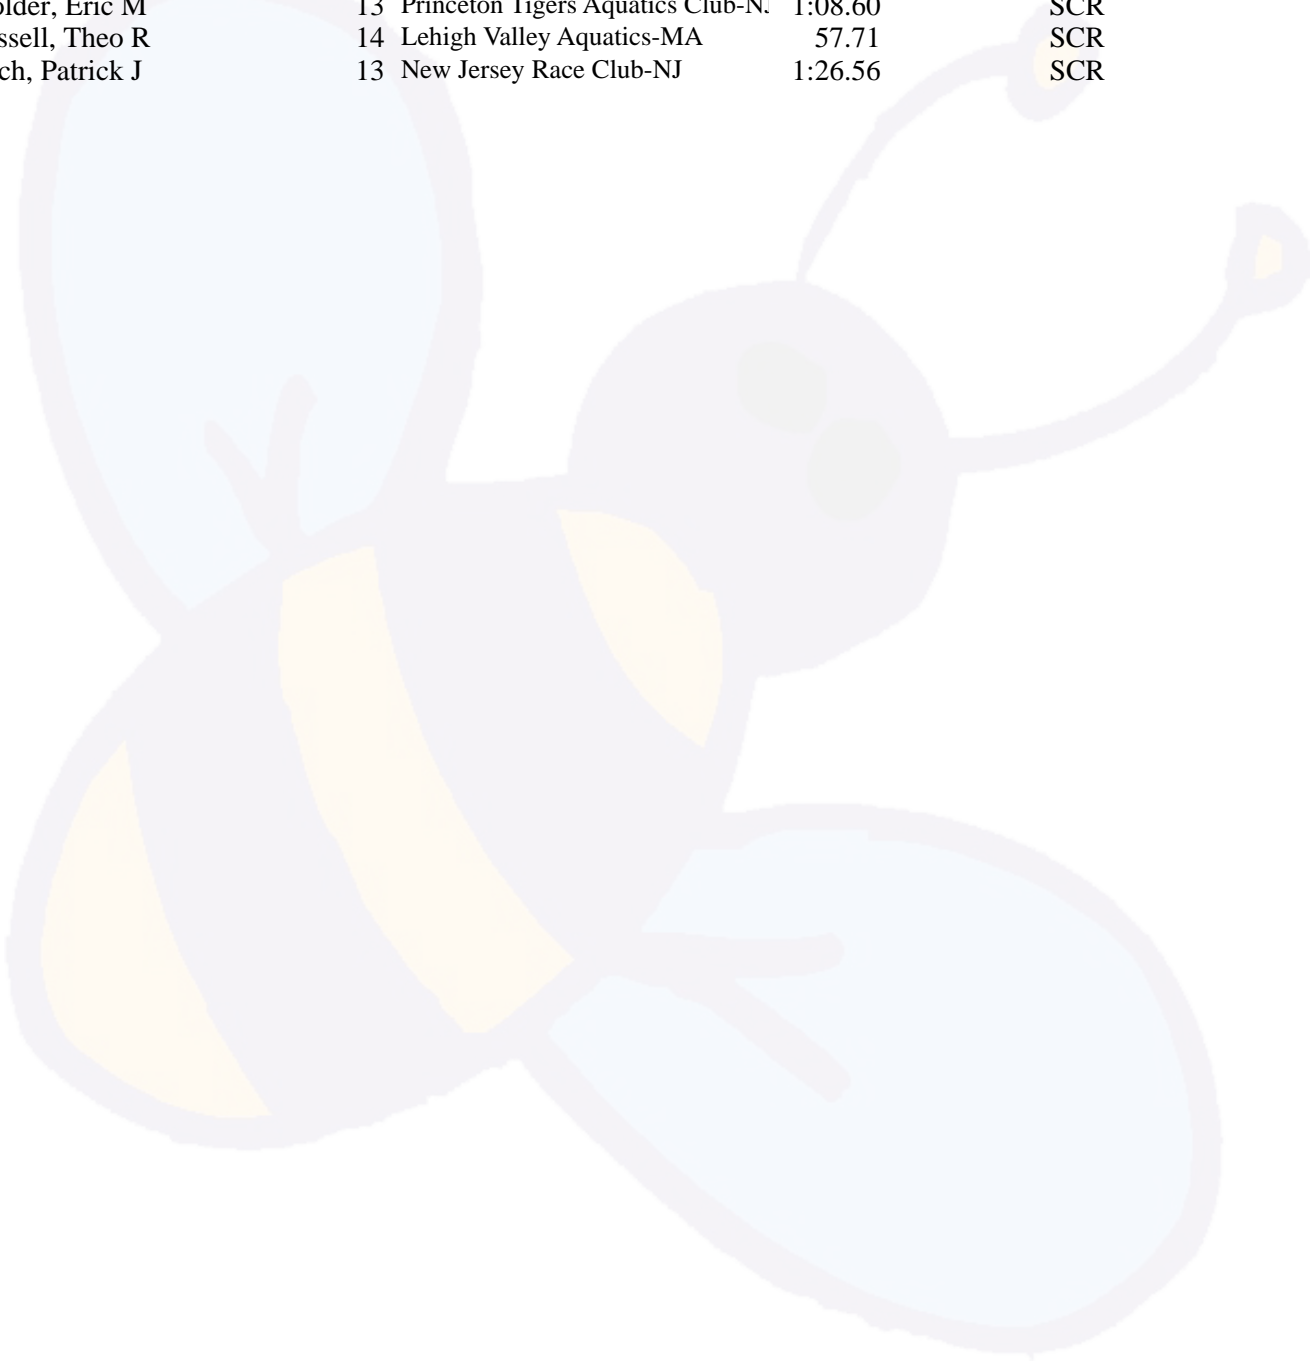 older, Eric M 13 Princeton Tigers Aquatics Club-NJ 1:08.60 SCR
ssell, Theo R 14 Lehigh Valley Aquatics-MA 57.71 SCR
ch, Patrick J 13 New Jersey Race Club-NJ 1:26.56 SCR